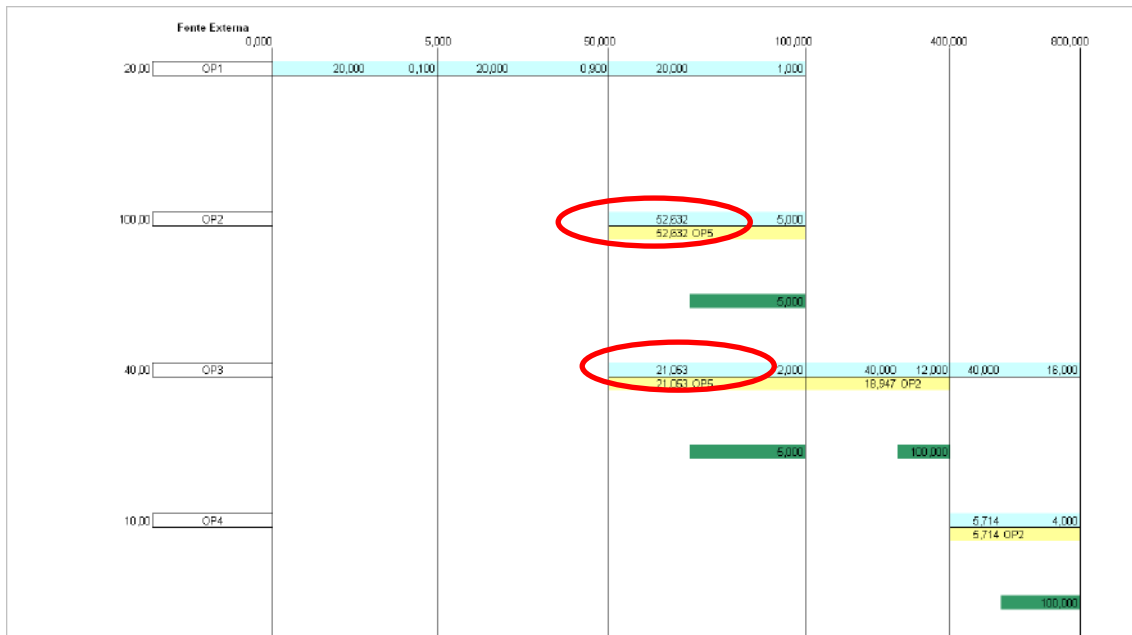 Fonte Externa
0,000 5,000 50,000 100,000 400,000 800,000
20,00 OP1 20,000 0,100 20,000 0,900 20,000 1,000
100,00 OP2 52,632 5,000
52,632 OP5
5,000
40,00 OP3 21,053 2,000 40,000 12,000 40,000 16,000
21,053 OP5 18,947 OP2
5,000 100,000
10,00 OP4 5,714 4,000
5,714 OP2
100,000